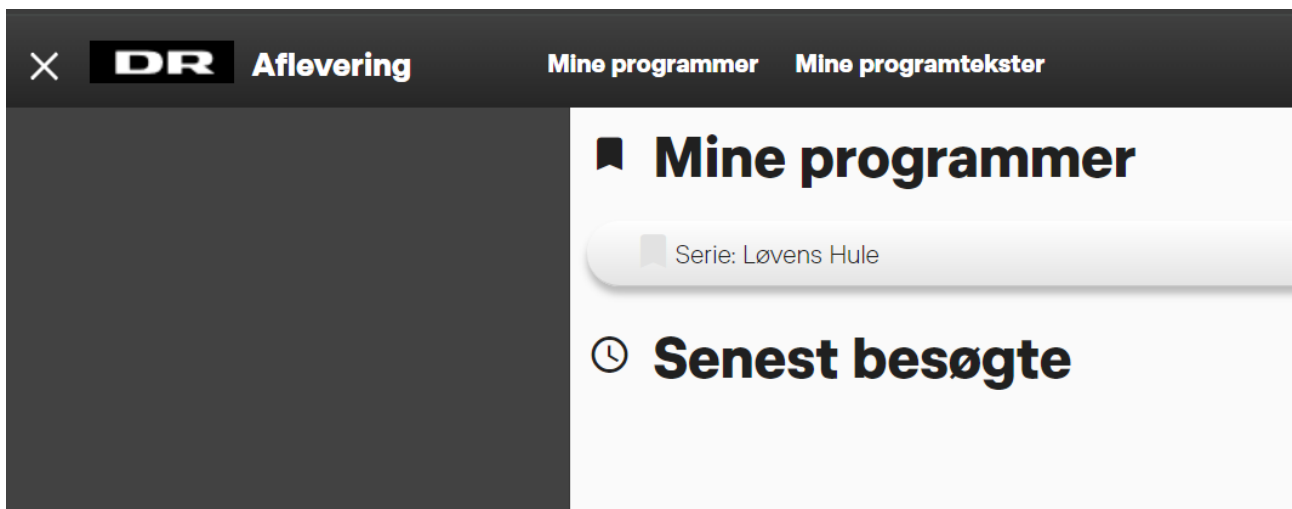 DR Aflevering Mine programmer Mine programtekster
Mine programmer
Serie: Løvens Hule
Senest besøgte